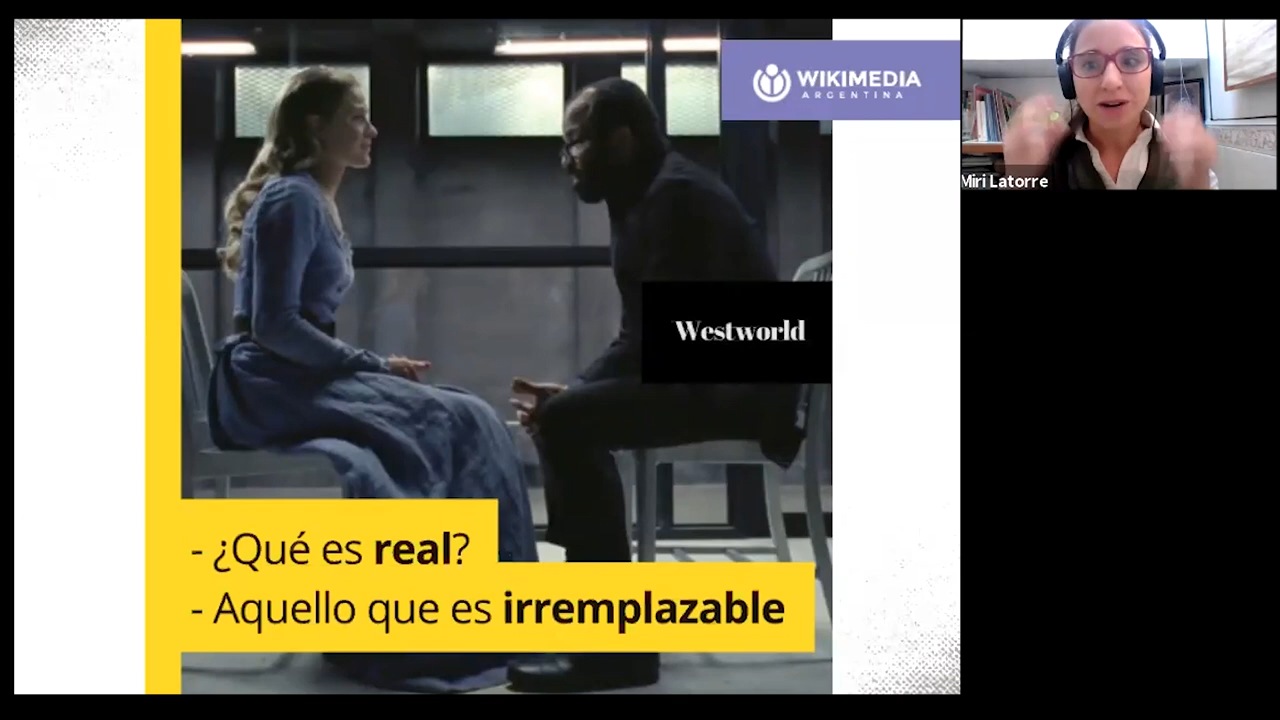 WIKIMEDIA
ARGENTINA
Miri Latorre
Westworld
- ¿Qué es real?
- Aquello que es irremplazable